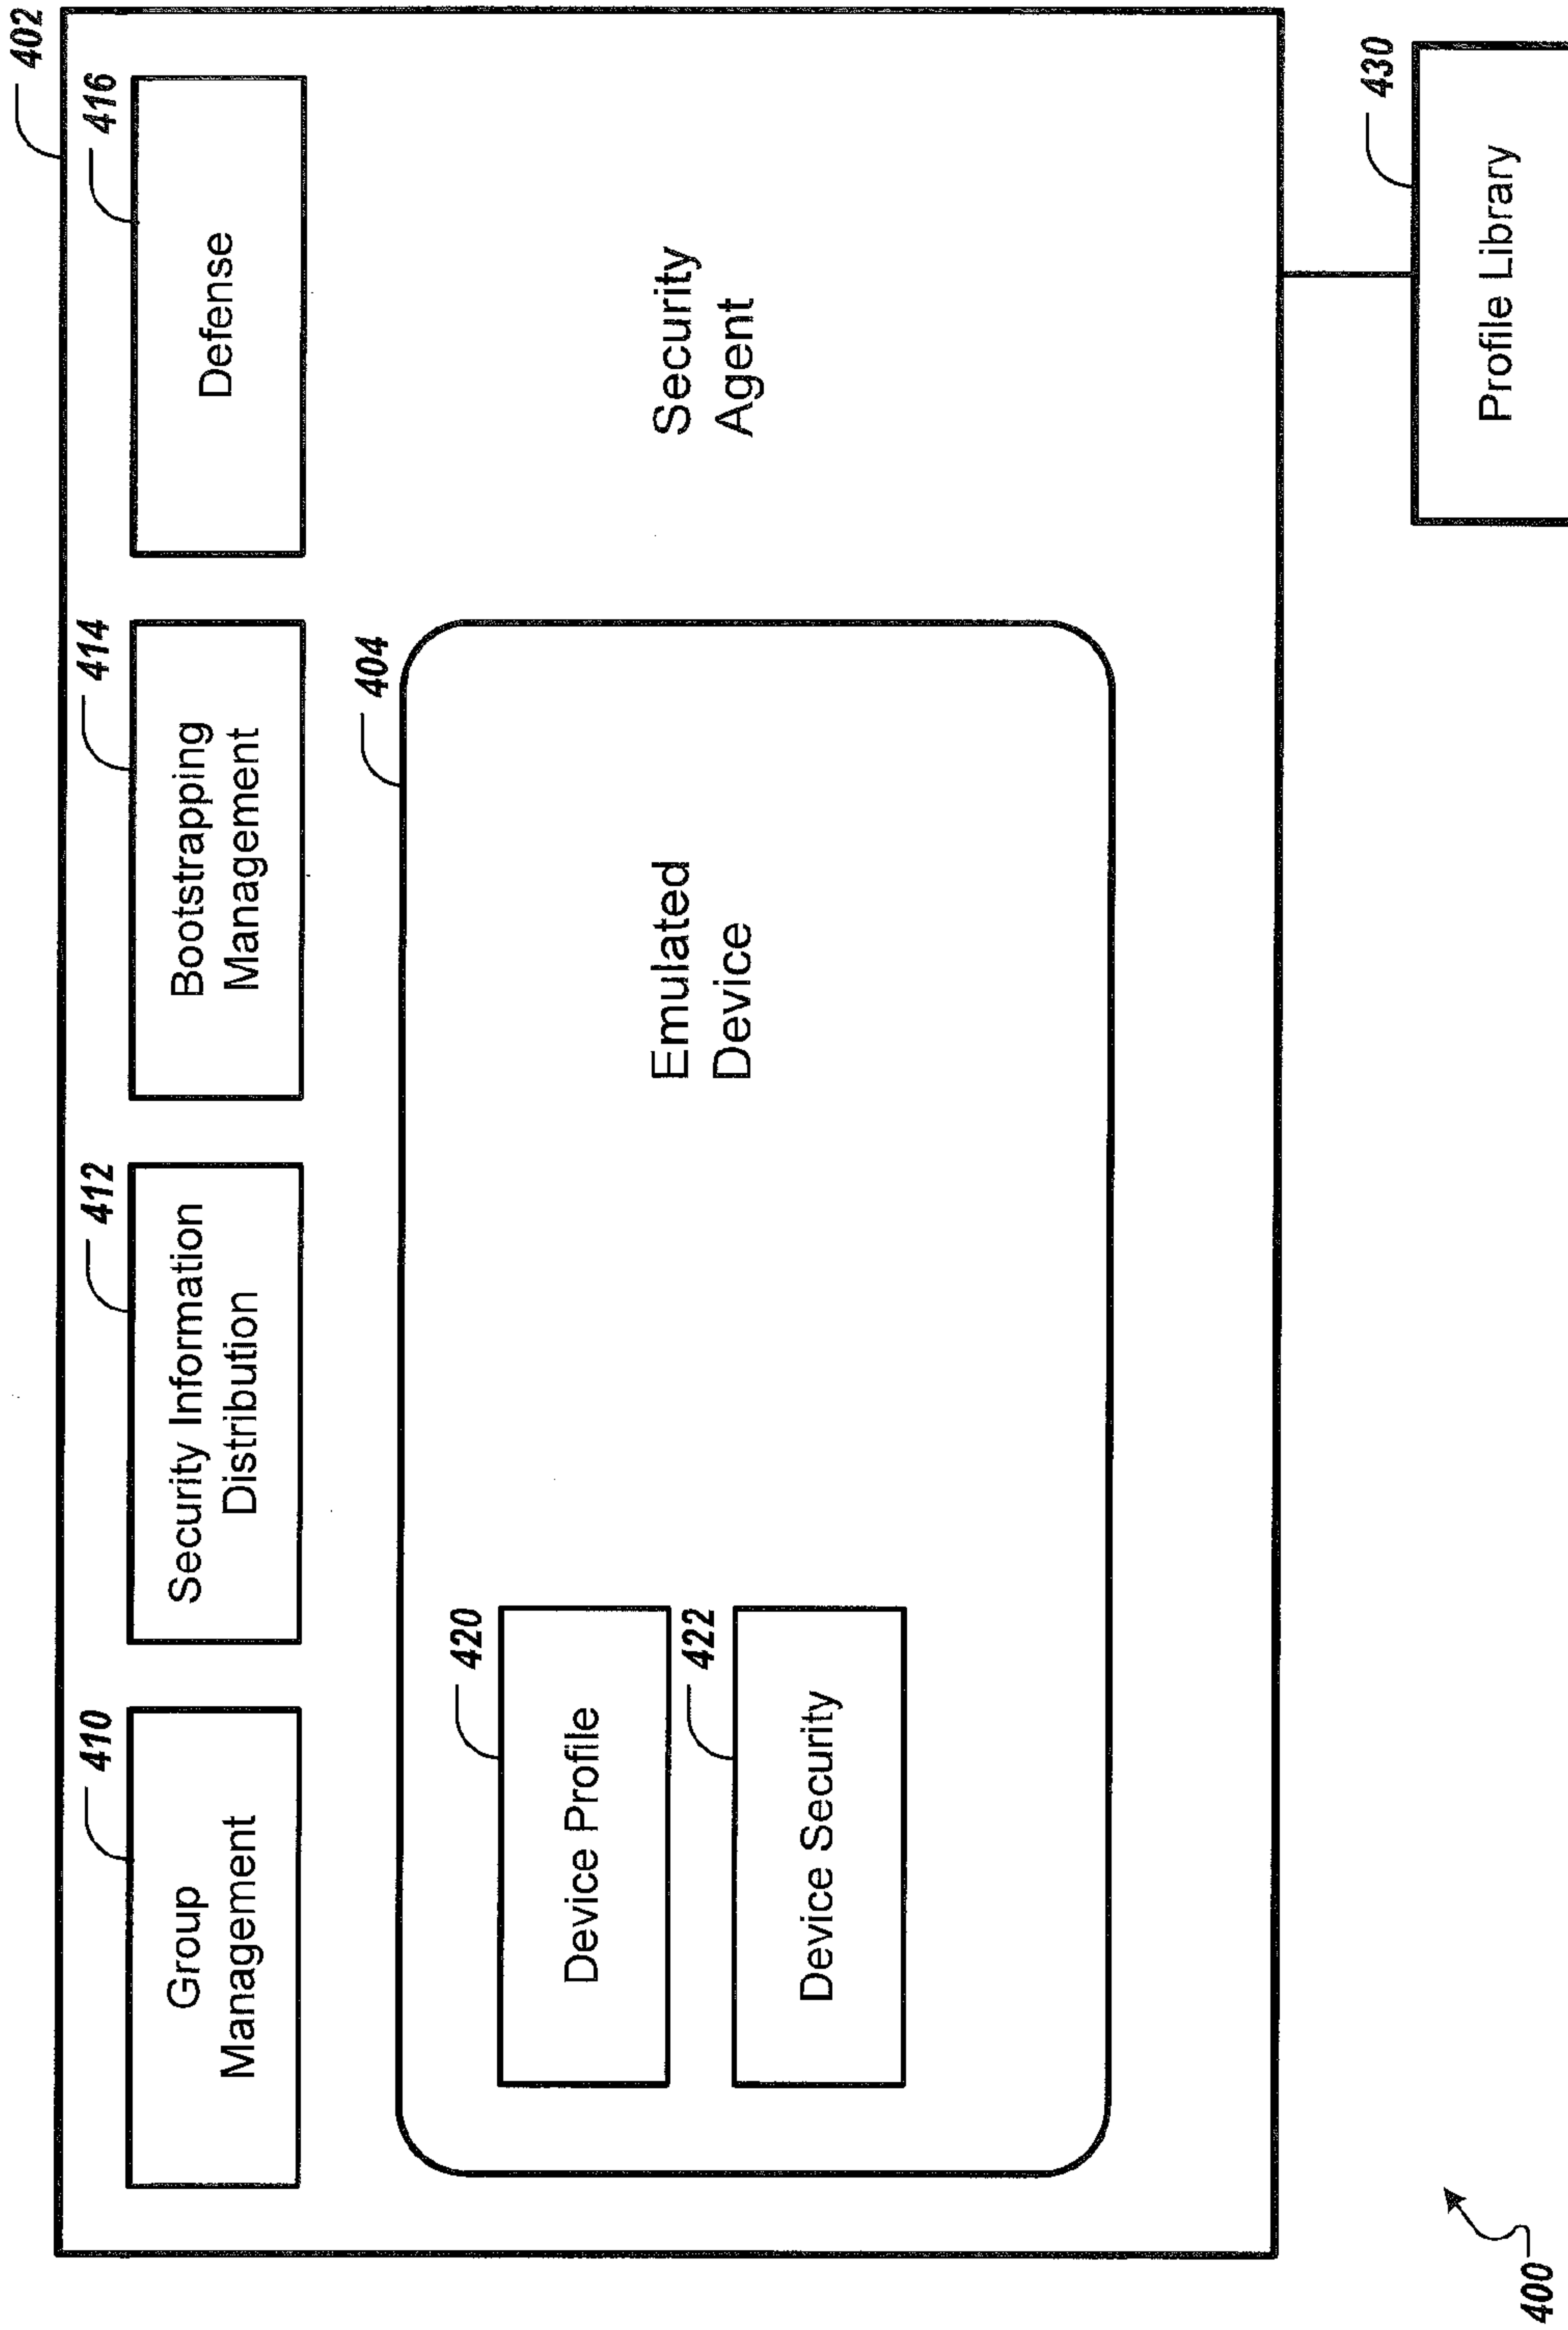 402
410
Group
Management
412
Security Information
Distribution
414
Bootstrapping
Management
416
Defense
404
420
Device Profile
422
Device Security
Emulated
Device
Security
Agent
430
Profile Library
400